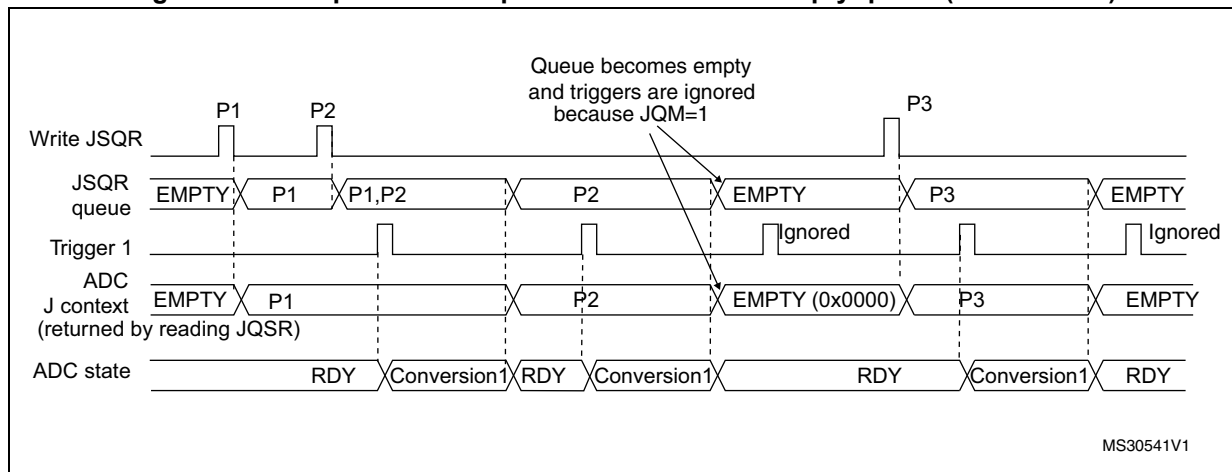 Queue becomes empty
and triggers are ignored
because JQM=1
P1
P2
P3
Write JSQR
JSQR
queue
EMPTY
P1
P1,P2
P2
EMPTY
P3
EMPTY
Trigger 1
Ignored
Ignored
ADC
J context
(returned by reading JQSR)
EMPTY
P1
P2
EMPTY (0x0000)
P3
EMPTY
ADC state
RDY
Conversion1
RDY
Conversion1
RDY
Conversion1
RDY
MS30541V1